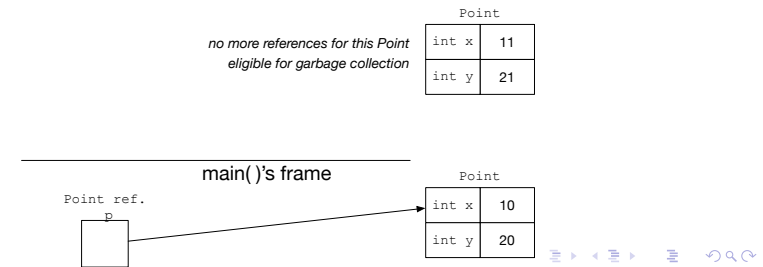 Point
no more references for this Point
eligible for garbage collection
int x 11
int y 21
main( )'s frame
Point ref.
p
Point
int x 10
int y 20